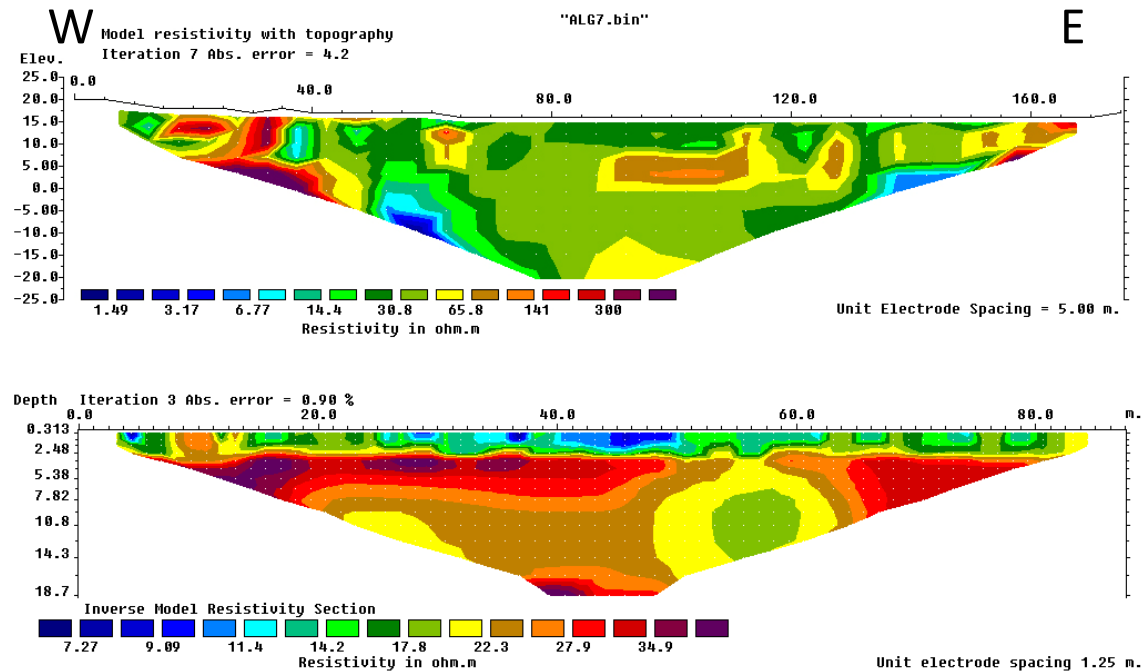 W E
"ALG7.bin"
Model resistivity with topography
Iteration 7 Abs. error = 4.2
Elev.
0.0 40.0 80.0 120.0 160.0
25.0
20.0
15.0
10.0
5.00
0.0
-5.00
-10.0
-15.0
-20.0
-25.0
1.49 3.17 6.77 14.4 30.8 65.8 141 300
Resistivity in ohm.m
Unit Electrode Spacing = 5.00 m.
Depth Iteration 3 Abs. error = 0.90 %
0.0 20.0 40.0 60.0 80.0 m.
0.313
2.48
5.38
7.82
10.8
14.3
18.7
Inverse Model Resistivity Section
7.27 9.09 11.4 14.2 17.8 22.3 27.9 34.9
Resistivity in ohm.m
Unit electrode spacing 1.25 m.